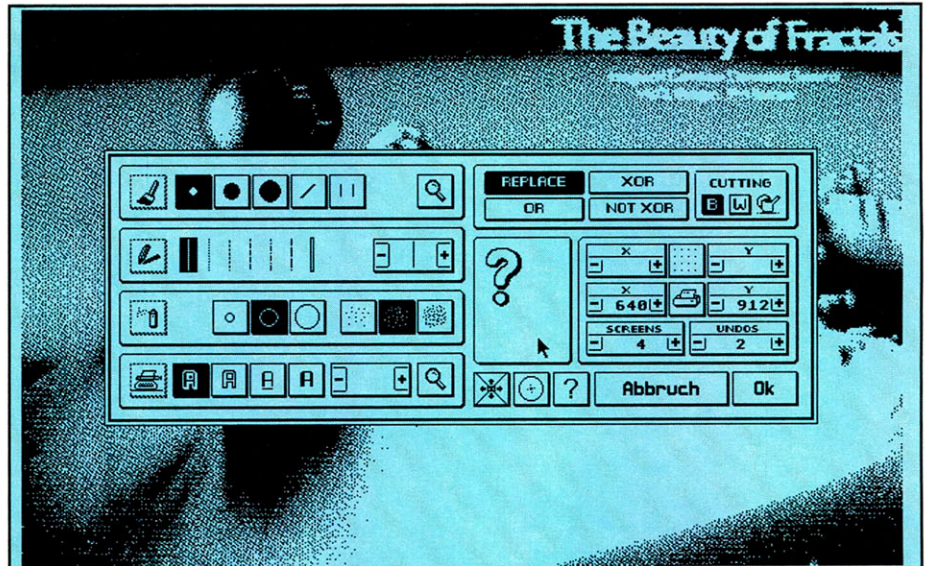 The Beauty of Fractals
REPLACE XOR
OR NOT XOR
CUTTING
B W
X Y
X Y
640 912
SCREENS UNDOS
4 2
A A A A
?
? Abbruch Ok